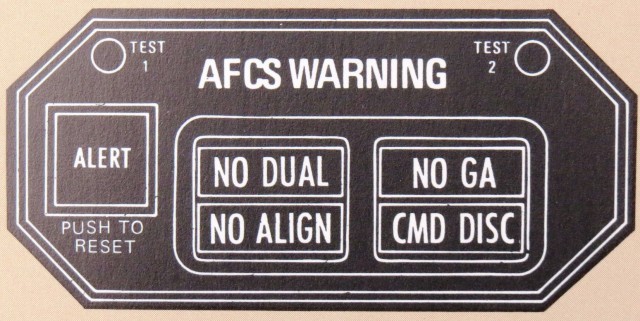 TEST
1
AFCS WARNING
TEST
2
ALERT
PUSH TO
RESET
NO DUAL
NO ALIGN
NO GA
CMD DISC